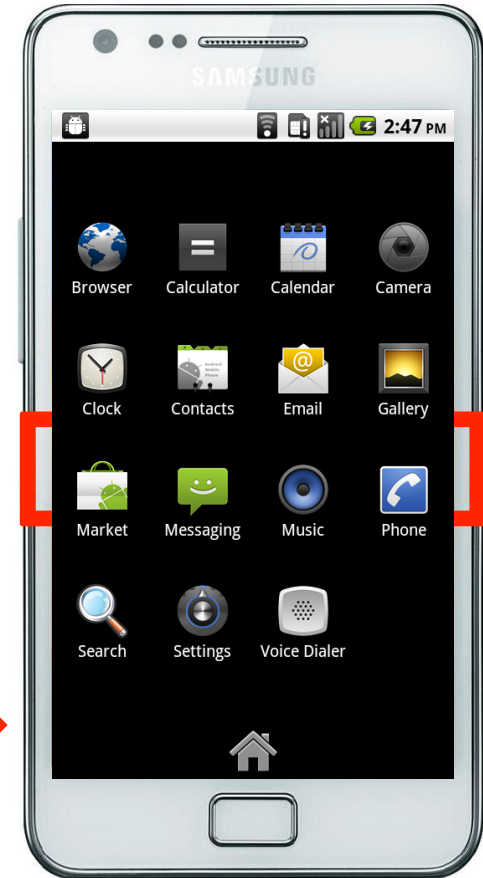 SAMSUNG
2:47 PM
Browser Calculator Calendar Camera
Clock Contacts Email Gallery
Market Messaging Music Phone
Search Settings Voice Dialer